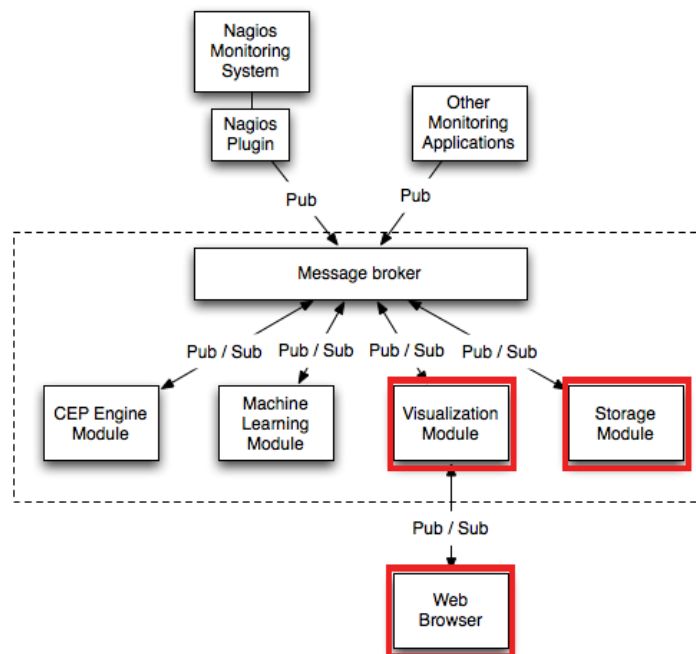 Nagios
Monitoring
System
Nagios
Plugin
Other
Monitoring
Applications
Pub
Pub
Message broker
Pub / Sub
Pub / Sub
Pub / Sub
Pub / Sub
CEP Engine
Module
Machine
Learning
Module
Visualization
Module
Storage
Module
Pub / Sub
Web
Browser